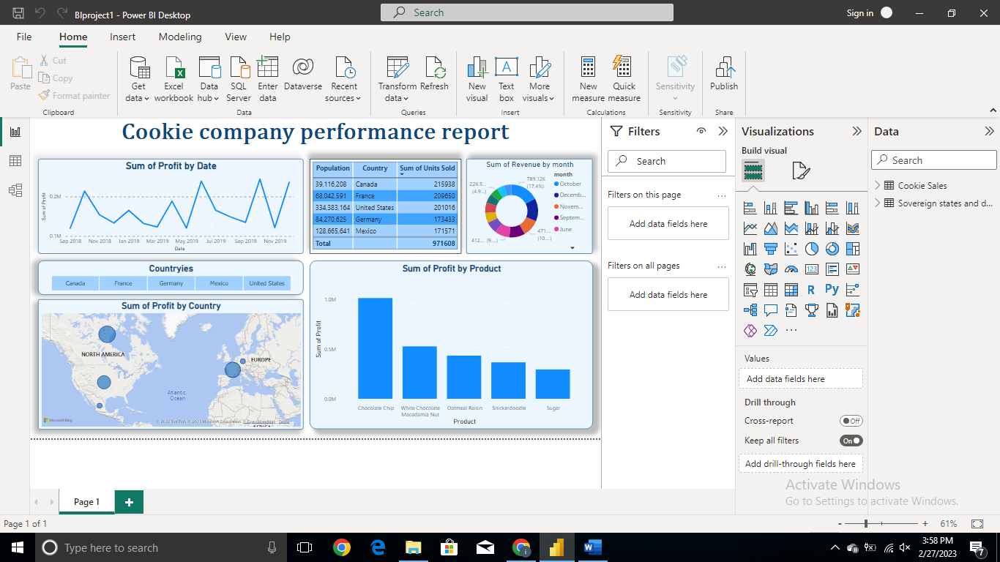 BIproject1 - Power BI Desktop
Search
Sign in
File
Home
Insert
Modeling
View
Help
Paste
Cut
Copy
Format painter
Clipboard
Get data
Excel workbook
Data hub
SQL Server
Enter data
Dataverse
Recent sources
Data
Transform data
Refresh
Queries
New visual
Text box
More visuals
Insert
New measure
Quick measure
Calculations
Sensitivity
Sensitivity
Publish
Share
Cookie company performance report
Sum of Profit by Date
Sum of Profit
0.2M
0.1M
Sep 2018 Nov 2018 Jan 2019 Mar 2019 May 2019 Jul 2019 Sep 2019 Nov 2019
Date
Population Country Sum of Units Sold
39,116,208 Canada 215938
68,042,591 France 209650
334,383,164 United States 201016
84,270,625 Germany 173433
128,665,641 Mexico 171571
Total 971608
Sum of Revenue by month
789.12K
(17.4%)
226.5...
(4.9...)
471...
(10....)
412.... (9....)
month
October
Decemb...
Novem...
Septem...
June
Countryies
Canada France Germany Mexico United States
Sum of Profit by Country
NORTH AMERICA
EUROPE
Atlantic
Ocean
AFRICA
Microsoft Bing
© 2022 TomTom, © 2023 Microsoft Corporation, © OpenStreetMap Terms
Sum of Profit by Product
Sum of Profit
1.0M
0.5M
0.0M
Chocolate Chip White Chocolate Macadamia Nut Oatmeal Raisin Snickerdoodle Sugar
Product
Filters
Search
Filters on this page
Add data fields here
Filters on all pages
Add data fields here
Visualizations
Build visual
123
R
Py
Values
Add data fields here
Drill through
Cross-report
Off
Keep all filters
On
Add drill-through fields here
Data
Search
Cookie Sales
Sovereign states and d...
Activate Windows
Go to Settings to activate Windows.
Page 1
Page 1 of 1
61%
Type here to search
3:58 PM
2/27/2023
7